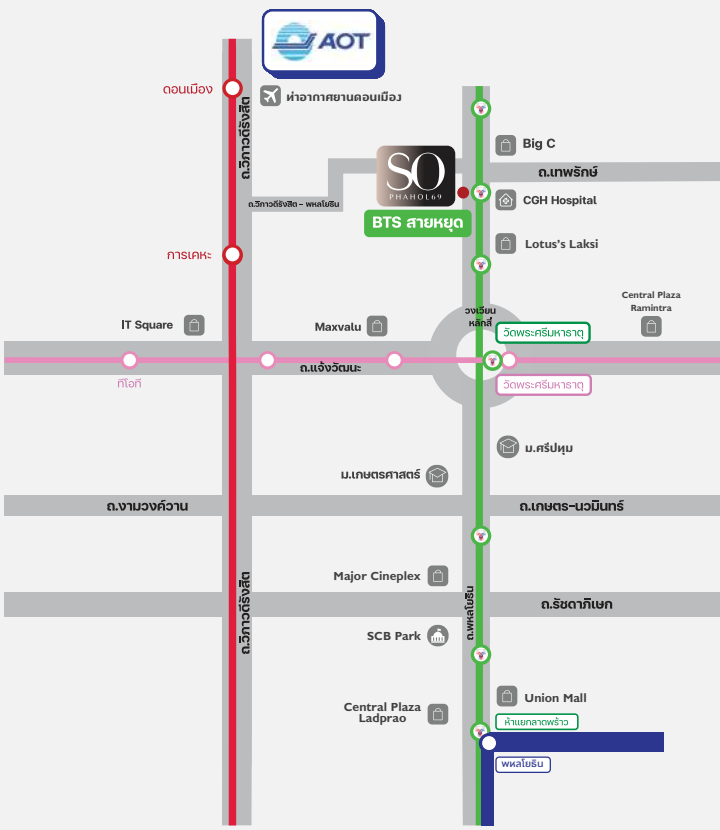 AOT
ดอนเมือง
ท่าอากาศยานดอนเมือง
ถ.วิภาวดีรังสิต
Big C
ถ.เทพรักษ์
SO
PHAHOL69
CGH Hospital
ถ.วิภาวดีรังสิต - พหลโยธิน
BTS สายหยุด
Lotus's Laksi
การเคหะ
Central Plaza
Ramintra
วงเวียน
หลักสี่
IT Square
Maxvalu
วัดพระศรีมหาธาตุ
ถ.แจ้งวัฒนะ
ทีโอที
วัดพระศรีมหาธาตุ
ม.ศรีปทุม
ม.เกษตรศาสตร์
ถ.งามวงค์วาน
ถ.เกษตร-นวมินทร์
Major Cineplex
ถ.วิภาวดีรังสิต
ถ.พหลโยธิน
ถ.รัชดาภิเษก
SCB Park
Union Mall
Central Plaza
Ladprao
ห้าแยกลาดพร้าว
พหลโยธิน